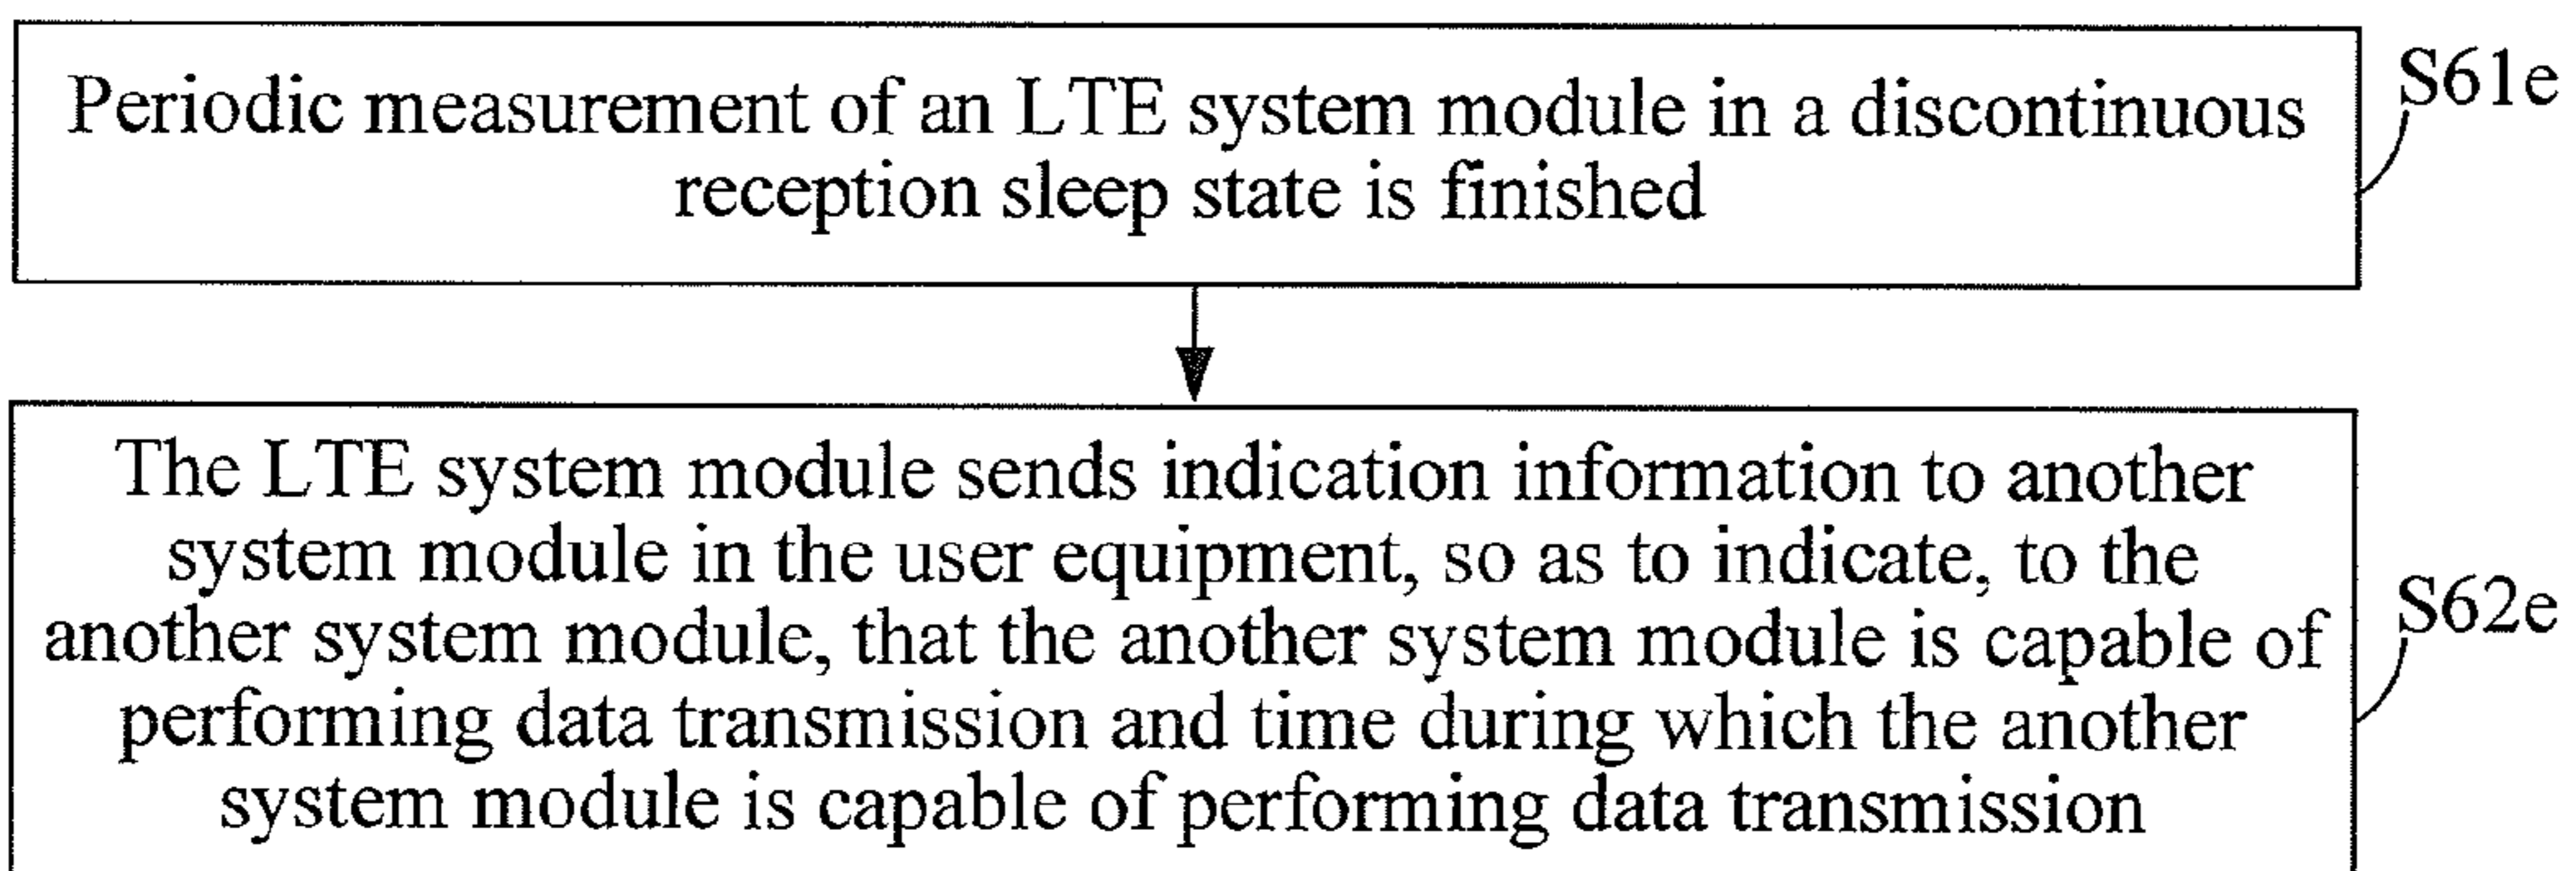 Periodic measurement of an LTE system module in a discontinuous
reception sleep state is finished
S61e
The LTE system module sends indication information to another
system module in the user equipment, so as to indicate, to the
another system module, that the another system module is capable of
performing data transmission and time during which the another
system module is capable of performing data transmission
S62e